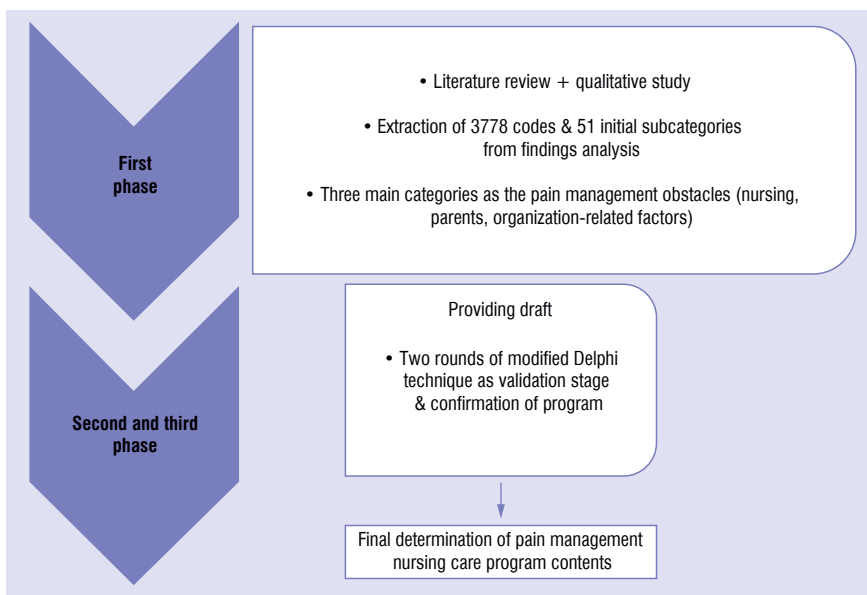 First
phase
• Literature review + qualitative study
• Extraction of 3778 codes & 51 initial subcategories
from findings analysis
• Three main categories as the pain management obstacles (nursing,
parents, organization-related factors)
Second and third
phase
Providing draft
• Two rounds of modified Delphi
technique as validation stage
& confirmation of program
Final determination of pain management
nursing care program contents